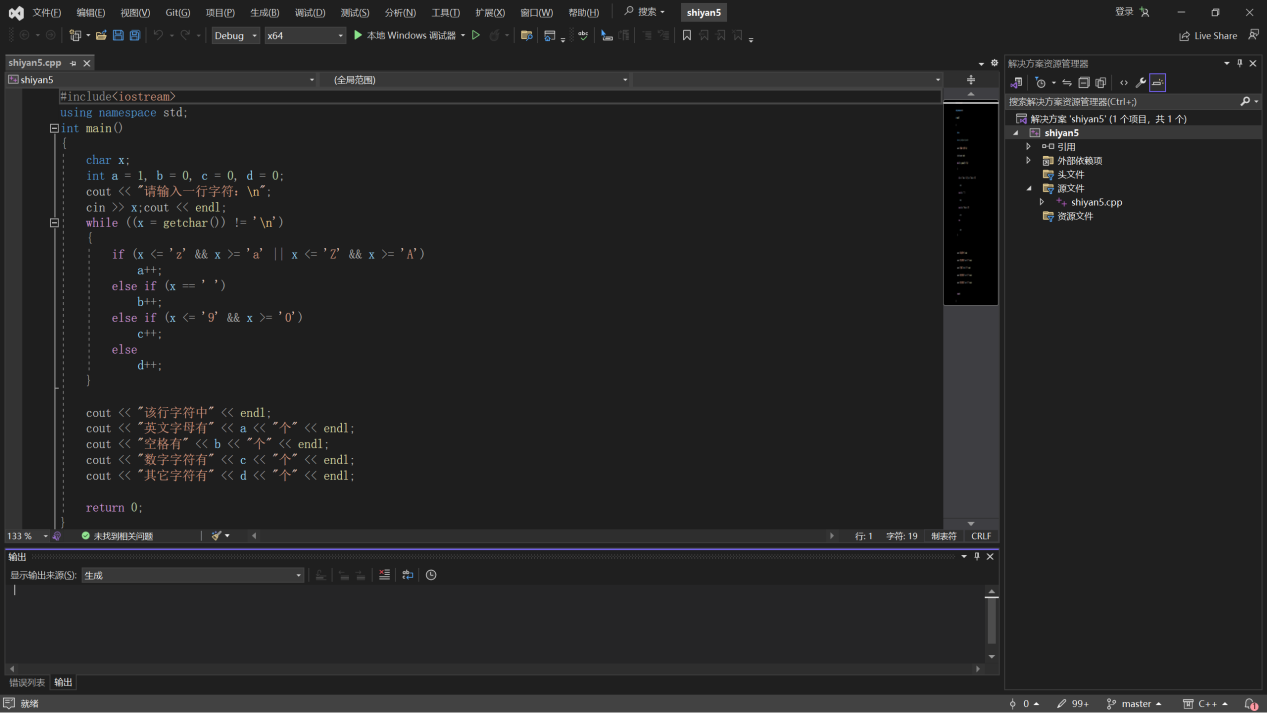 文件(F) 编辑(E) 视图(V) Git(G) 项目(P) 生成(B) 调试(D) 测试(S) 分析(N) 工具(T) 扩展(X) 窗口(W) 帮助(H) 搜索 shiyan5 登录
Debug x64 本地 Windows 调试器 Live Share
shiyan5.cpp
shiyan5 (全局范围)
#include<iostream>
using namespace std;
int main()
{
char x;
int a = 1, b = 0, c = 0, d = 0;
cout << "请输入一行字符: \n";
cin >> x;cout << endl;
while ((x = getchar()) != '\n')
{
if (x <= 'z' && x >= 'a' || x <= 'Z' && x >= 'A')
a++;
else if (x == ' ')
b++;
else if (x <= '9' && x >= '0')
c++;
else
d++;
}
cout << "该行字符中" << endl;
cout << "英文字母有" << a << "个" << endl;
cout << "空格有" << b << "个" << endl;
cout << "数字字符有" << c << "个" << endl;
cout << "其它字符有" << d << "个" << endl;
return 0;
}
133 % 未找到相关问题 行: 1 字符: 19 制表符 CRLF
输出
显示输出来源(S): 生成
错误列表 输出
解决方案资源管理器
搜索解决方案资源管理器(Ctrl+;)
解决方案 'shiyan5' (1 个项目, 共 1 个)
shiyan5
引用
外部依赖项
头文件
源文件
shiyan5.cpp
资源文件
就绪 0 99+ master C++ 1